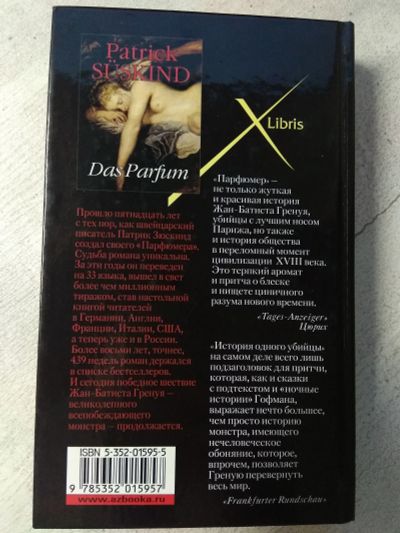 Patrick
SÜSKIND
Das Parfum
X Libris
Прошло пятнадцать лет
с тех пор, как швейцарский
писатель Патрик Зюскинд
создал своего «Парфюмера».
Судьба романа уникальна.
За эти годы он переведен
на 33 языка, вышел в свет
более чем миллионным
тиражом, стал настольной
книгой читателей
в Германии, Англии,
Франции, Италии, США,
а теперь уже и в России.
Более восьми лет, точнее,
439 недель роман держался
в списке бестселлеров.
И сегодня победное шествие
Жан-Батиста Гренуя –
великолепного
всепобеждающего
монстра – продолжается.
ISBN 5-352-01595-5
9 785352 015957
www.azbooka.ru
«Парфюмер» –
не только жуткая
и красивая история
Жан-Батиста Гренуя,
убийцы с лучшим носом
Парижа, но также
и история общества
в переломный момент
цивилизации XVIII века.
Это терпкий аромат
и притча о блеске
и нищете циничного
разума нового времени.
«Tages-Anzeiger»
Цюрих
«История одного убийцы»
на самом деле всего лишь
подзаголовок для притчи,
которая, как и сказки
с подтекстом и «ночные
истории» Гофмана,
выражает нечто большее,
чем просто историю
монстра, имеющего
нечеловеческое
обоняние, которое,
впрочем, позволяет
Греную перевернуть
весь мир.
«Frankfurter Rundschau»